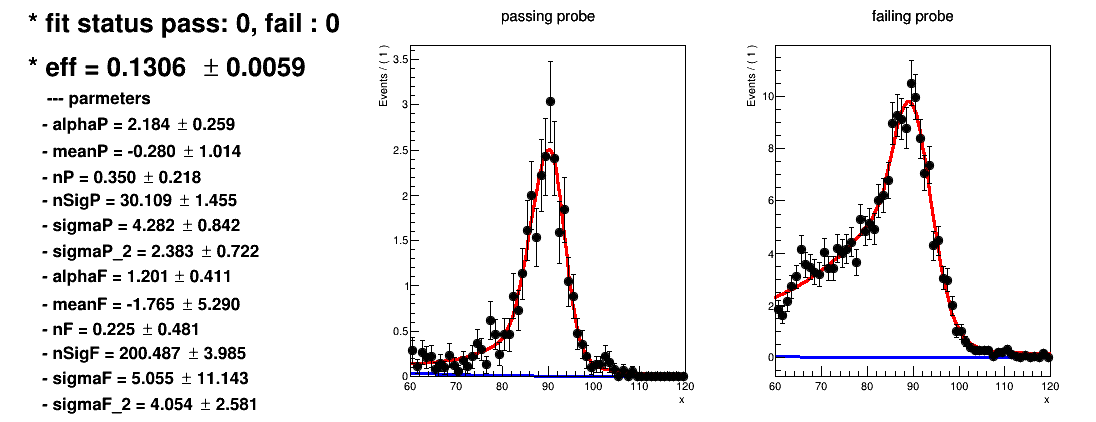 * fit status pass: 0, fail : 0
* eff = 0.1306 ± 0.0059
--- parmeters
- alphaP = 2.184 ± 0.259
- meanP = -0.280 ± 1.014
- nP = 0.350 ± 0.218
- nSigP = 30.109 ± 1.455
- sigmaP = 4.282 ± 0.842
- sigmaP_2 = 2.383 ± 0.722
- alphaF = 1.201 ± 0.411
- meanF = -1.765 ± 5.290
- nF = 0.225 ± 0.481
- nSigF = 200.487 ± 3.985
- sigmaF = 5.055 ± 11.143
- sigmaF_2 = 4.054 ± 2.581
passing probe
Events / ( 1 )
3.5
3
2.5
2
1.5
1
0.5
0
60 70 80 90 100 110 120
x
failing probe
Events / ( 1 )
10
8
6
4
2
0
60 70 80 90 100 110 120
x